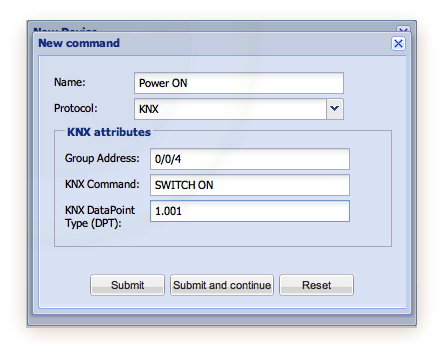 New Device
New command
Name: Power ON
Protocol: KNX
KNX attributes
Group Address: 0/0/4
KNX Command: SWITCH ON
KNX DataPoint
Type (DPT): 1.001
Submit Submit and continue Reset